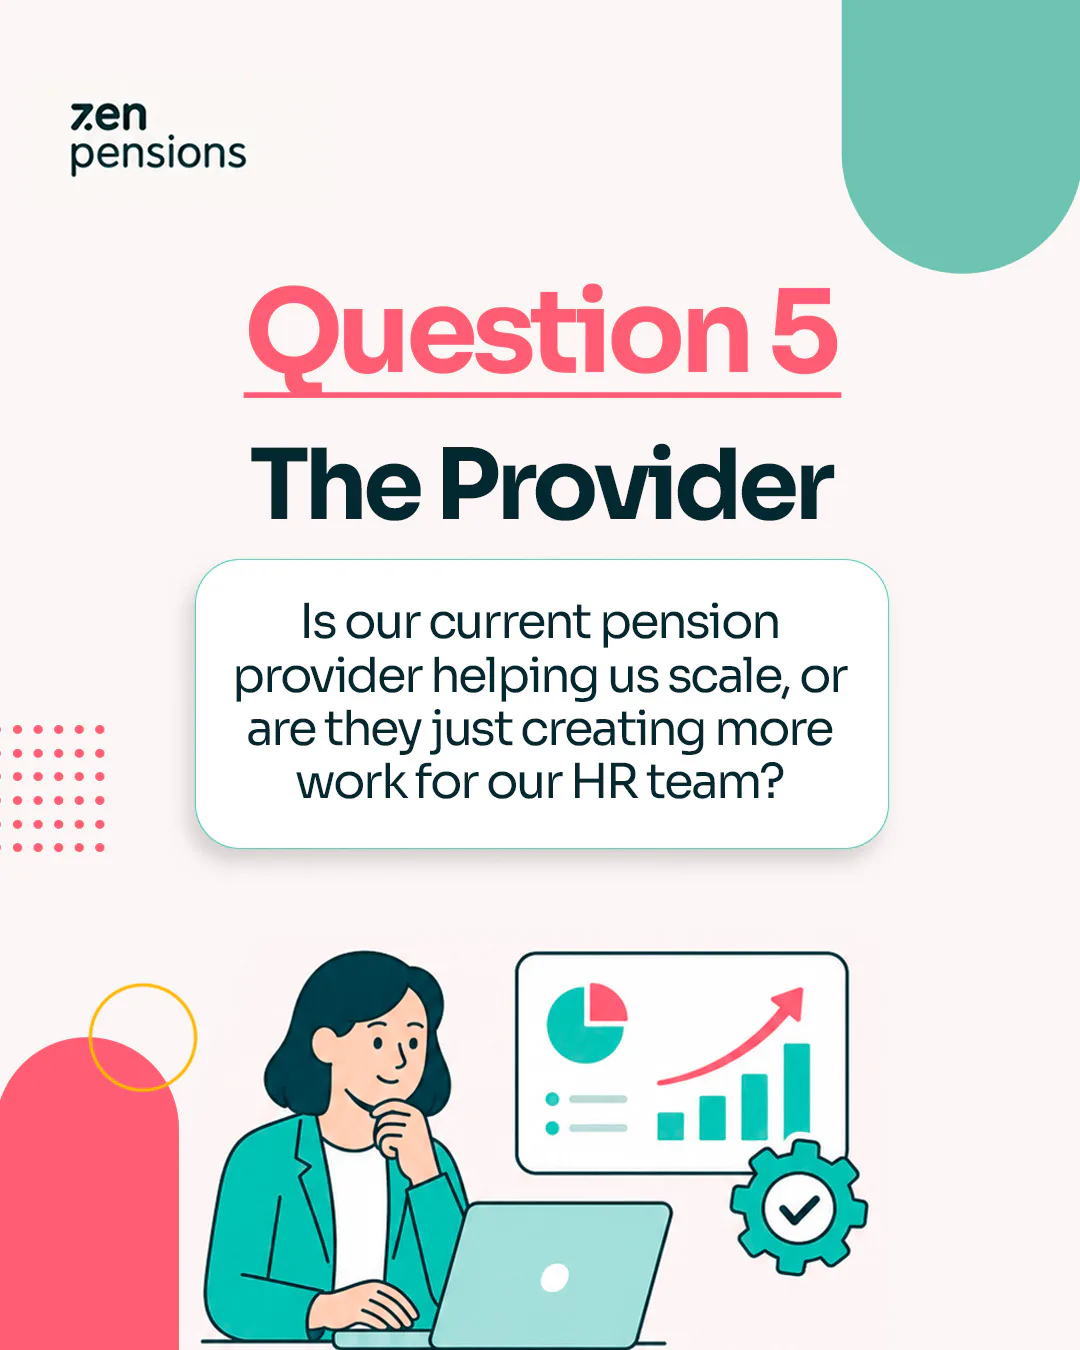 zen
pensions
Question 5
The Provider
Is our current pension
provider helping us scale, or
are they just creating more
work for our HR team?